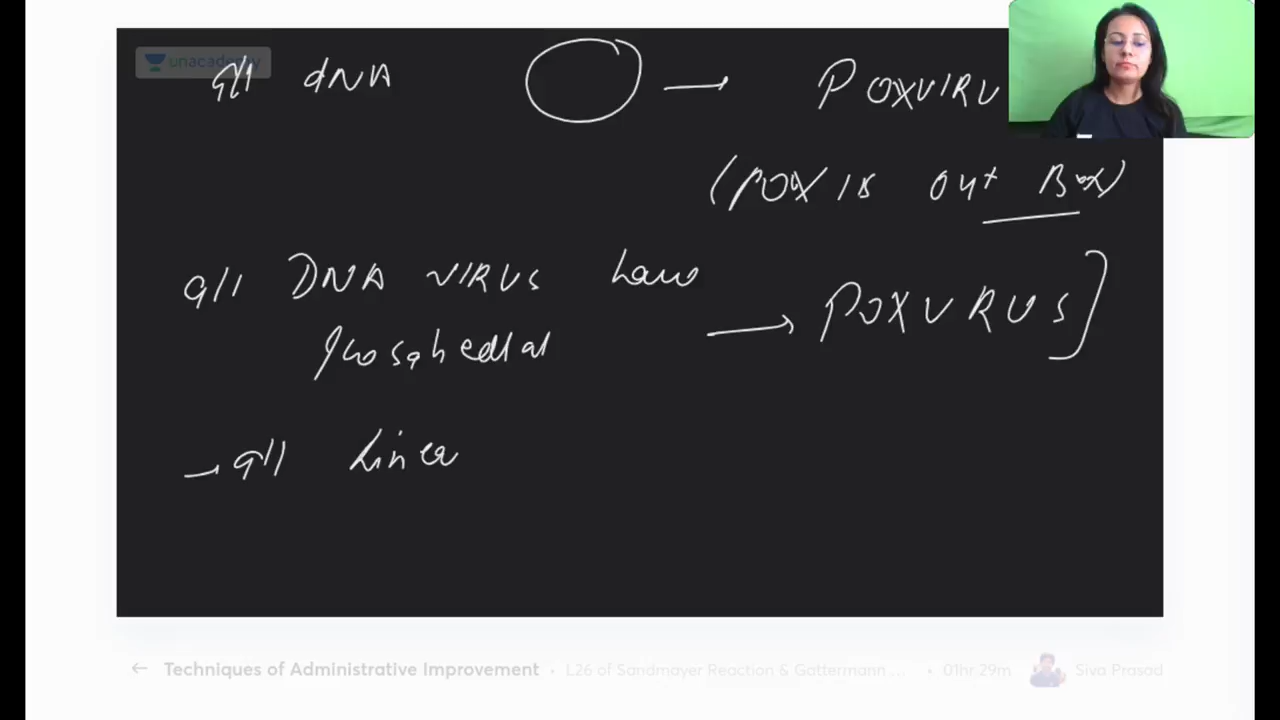 unacademy
all dNA → POXVIRU
(POX IS Out Box)
all DNA VIRUS have
→ POXVIRUS]
Icosahedral
→ all Linea
← Techniques of Administrative Improvement • L26 of Sandmayer Reaction & Gattermann ... • 01hr 29m Siva Prasad